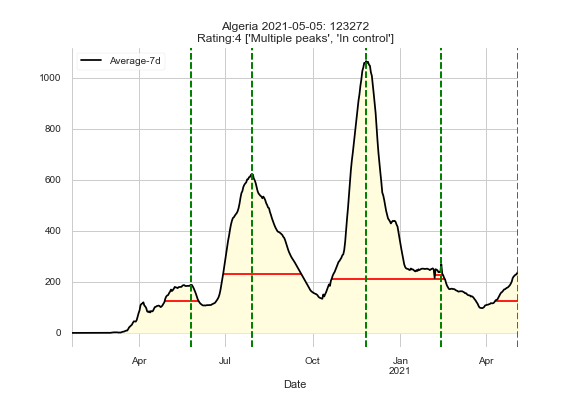 Algeria 2021-05-05: 123272
Rating:4 ['Multiple peaks', 'In control']
Average-7d
1000
800
600
400
200
0
Apr
Jul
Oct
Jan
2021
Apr
Date